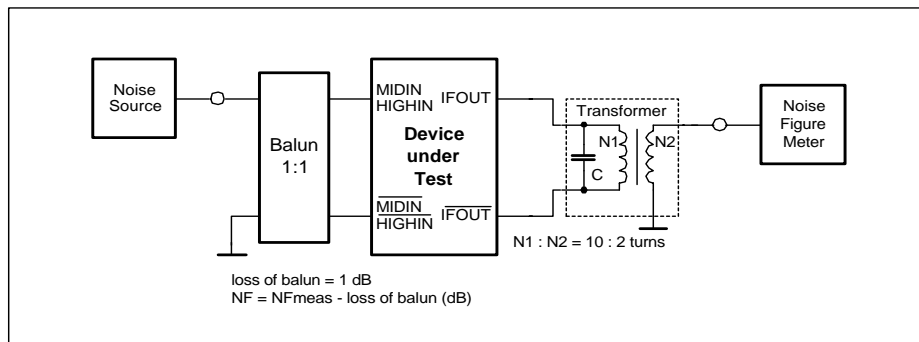 Noise
Source
Balun
1:1
MIDIN
HIGHIN
IFOUT
Device
under
Test
MIDIN
HIGHIN
IFOUT
Transformer
N1
N2
C
N1 : N2 = 10 : 2 turns
Noise
Figure
Meter
loss of balun = 1 dB
NF = NFmeas - loss of balun (dB)